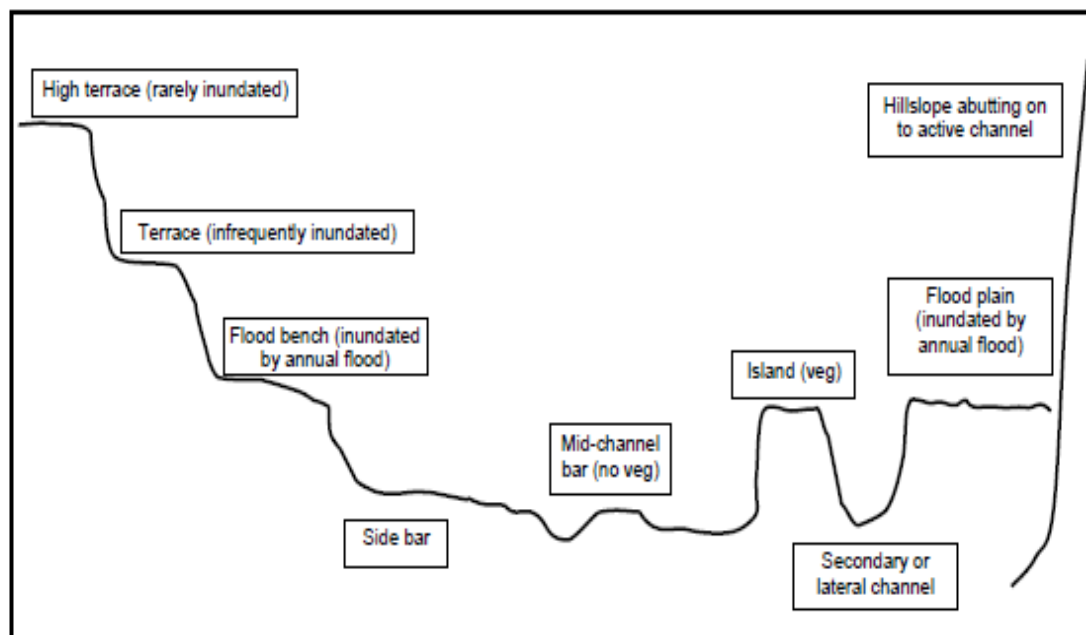 High terrace (rarely inundated)
Hillslope abutting on
to active channel
Terrace (infrequently inundated)
Flood bench (inundated
by annual flood)
Flood plain
(inundated by
annual flood)
Island (veg)
Mid-channel
bar (no veg)
Side bar
Secondary or
lateral channel